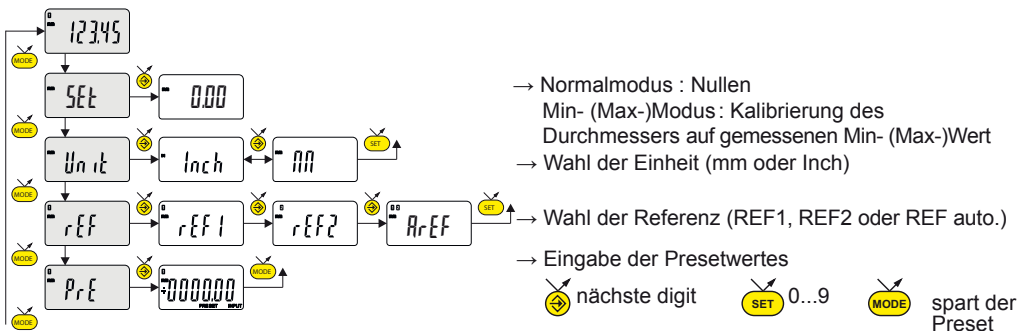 123.45
MODE
SEt
0.00
→ Normalmodus : Nullen
Min- (Max-)Modus : Kalibrierung des
Durchmessers auf gemessenen Min- (Max-)Wert
MODE
Unit
Inch
MM
SET
→ Wahl der Einheit (mm oder Inch)
MODE
rEF
rEF1
rEF2
ArEF
SET
→ Wahl der Referenz (REF1, REF2 oder REF auto.)
MODE
PrE
0000.00
PRESET INPUT
MODE
→ Eingabe der Presetwertes
nächste digit
SET 0...9
MODE spart der
Preset
MODE